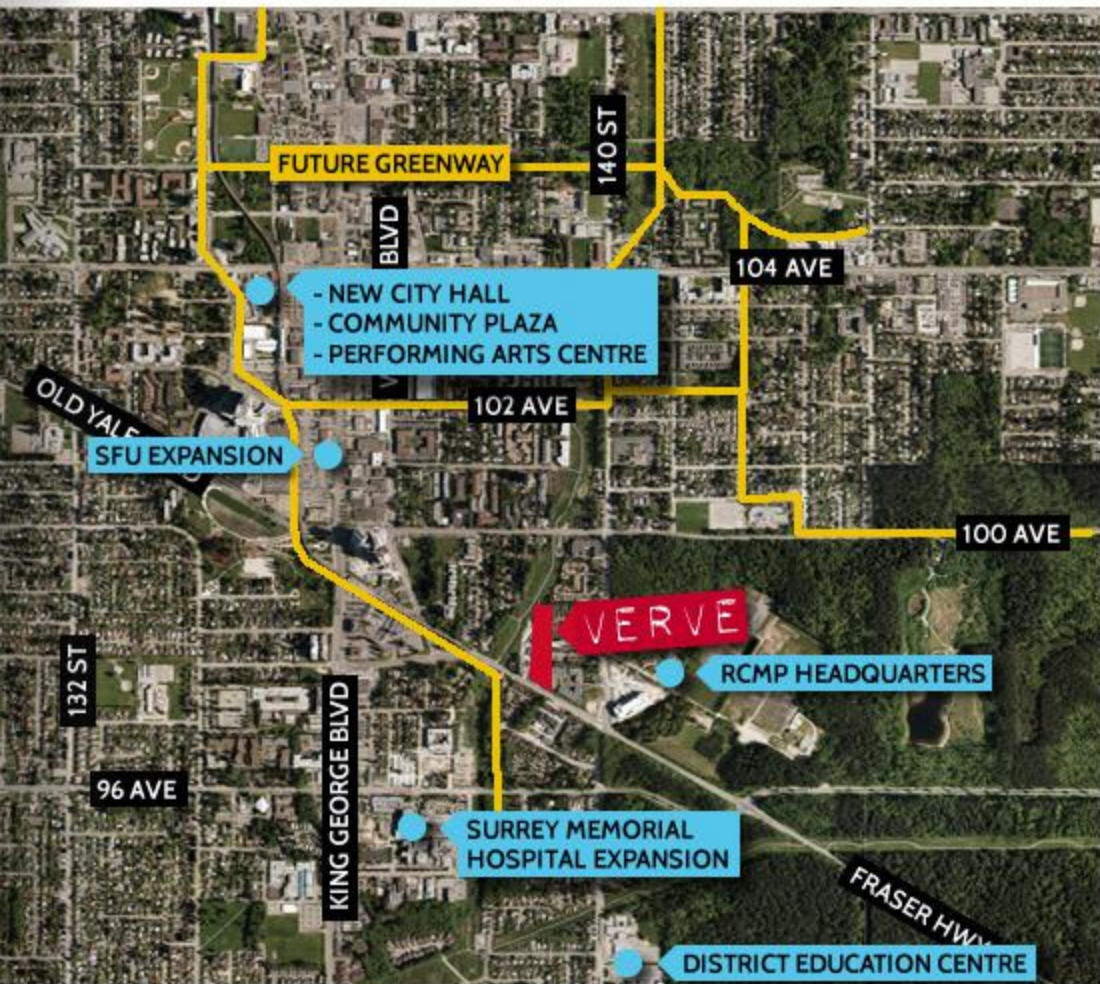 140 ST
FUTURE GREENWAY
BLVD
104 AVE
- NEW CITY HALL
- COMMUNITY PLAZA
- PERFORMING ARTS CENTRE
OLD YALE
102 AVE
SFU EXPANSION
100 AVE
VERVE
132 ST
RCMP HEADQUARTERS
KING GEORGE BLVD
96 AVE
SURREY MEMORIAL
HOSPITAL EXPANSION
FRASER HWY
DISTRICT EDUCATION CENTRE